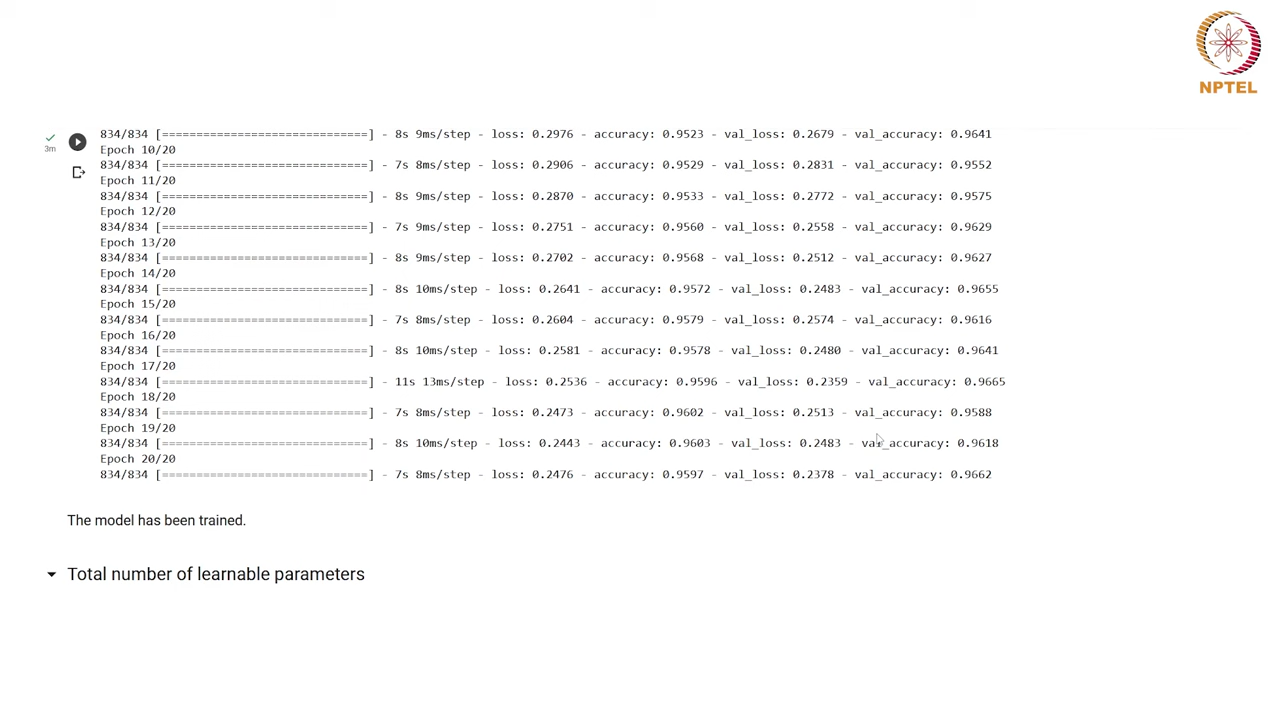 NPTEL
834/834 [==============================] - 8s 9ms/step - loss: 0.2976 - accuracy: 0.9523 - val_loss: 0.2679 - val_accuracy: 0.9641
3m
Epoch 10/20
834/834 [==============================] - 7s 8ms/step - loss: 0.2906 - accuracy: 0.9529 - val_loss: 0.2831 - val_accuracy: 0.9552
Epoch 11/20
834/834 [==============================] - 8s 9ms/step - loss: 0.2870 - accuracy: 0.9533 - val_loss: 0.2772 - val_accuracy: 0.9575
Epoch 12/20
834/834 [==============================] - 7s 9ms/step - loss: 0.2751 - accuracy: 0.9560 - val_loss: 0.2558 - val_accuracy: 0.9629
Epoch 13/20
834/834 [==============================] - 8s 9ms/step - loss: 0.2702 - accuracy: 0.9568 - val_loss: 0.2512 - val_accuracy: 0.9627
Epoch 14/20
834/834 [==============================] - 8s 10ms/step - loss: 0.2641 - accuracy: 0.9572 - val_loss: 0.2483 - val_accuracy: 0.9655
Epoch 15/20
834/834 [==============================] - 7s 8ms/step - loss: 0.2604 - accuracy: 0.9579 - val_loss: 0.2574 - val_accuracy: 0.9616
Epoch 16/20
834/834 [==============================] - 8s 10ms/step - loss: 0.2581 - accuracy: 0.9578 - val_loss: 0.2480 - val_accuracy: 0.9641
Epoch 17/20
834/834 [==============================] - 11s 13ms/step - loss: 0.2536 - accuracy: 0.9596 - val_loss: 0.2359 - val_accuracy: 0.9665
Epoch 18/20
834/834 [==============================] - 7s 8ms/step - loss: 0.2473 - accuracy: 0.9602 - val_loss: 0.2513 - val_accuracy: 0.9588
Epoch 19/20
834/834 [==============================] - 8s 10ms/step - loss: 0.2443 - accuracy: 0.9603 - val_loss: 0.2483 - val_accuracy: 0.9618
Epoch 20/20
834/834 [==============================] - 7s 8ms/step - loss: 0.2476 - accuracy: 0.9597 - val_loss: 0.2378 - val_accuracy: 0.9662
The model has been trained.
Total number of learnable parameters